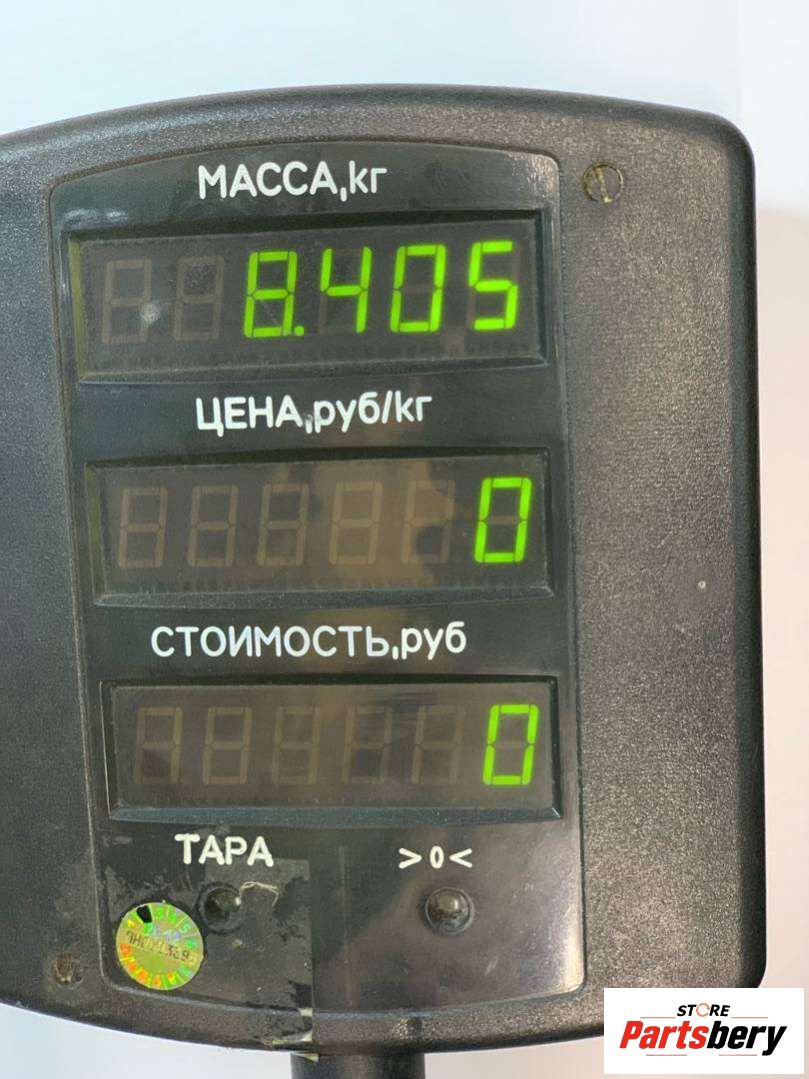 МАССА,кг
8.405
ЦЕНА,руб/кг
0
СТОИМОСТЬ,руб
0
ТАРА >0<
STORE
Partsbery